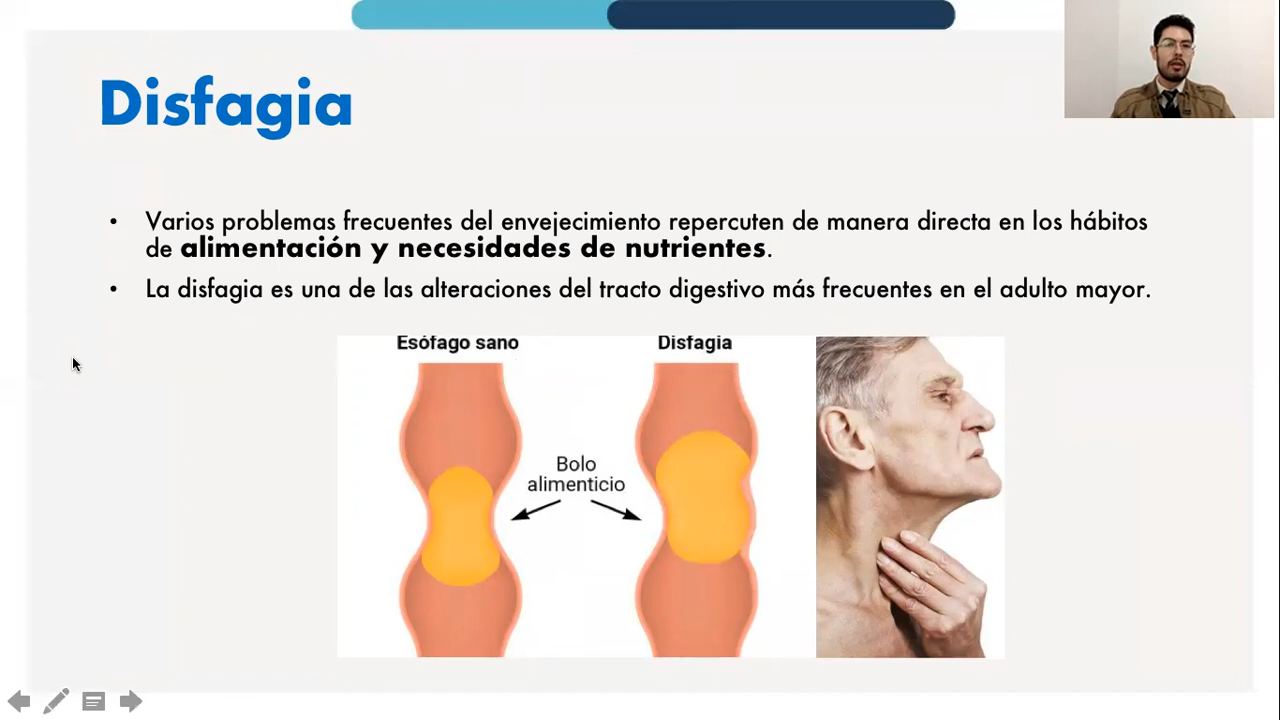 Disfagia
• Varios problemas frecuentes del envejecimiento repercuten de manera directa en los hábitos
de alimentación y necesidades de nutrientes.
• La disfagia es una de las alteraciones del tracto digestivo más frecuentes en el adulto mayor.
Esófago sano
Disfagia
Bolo
alimenticio